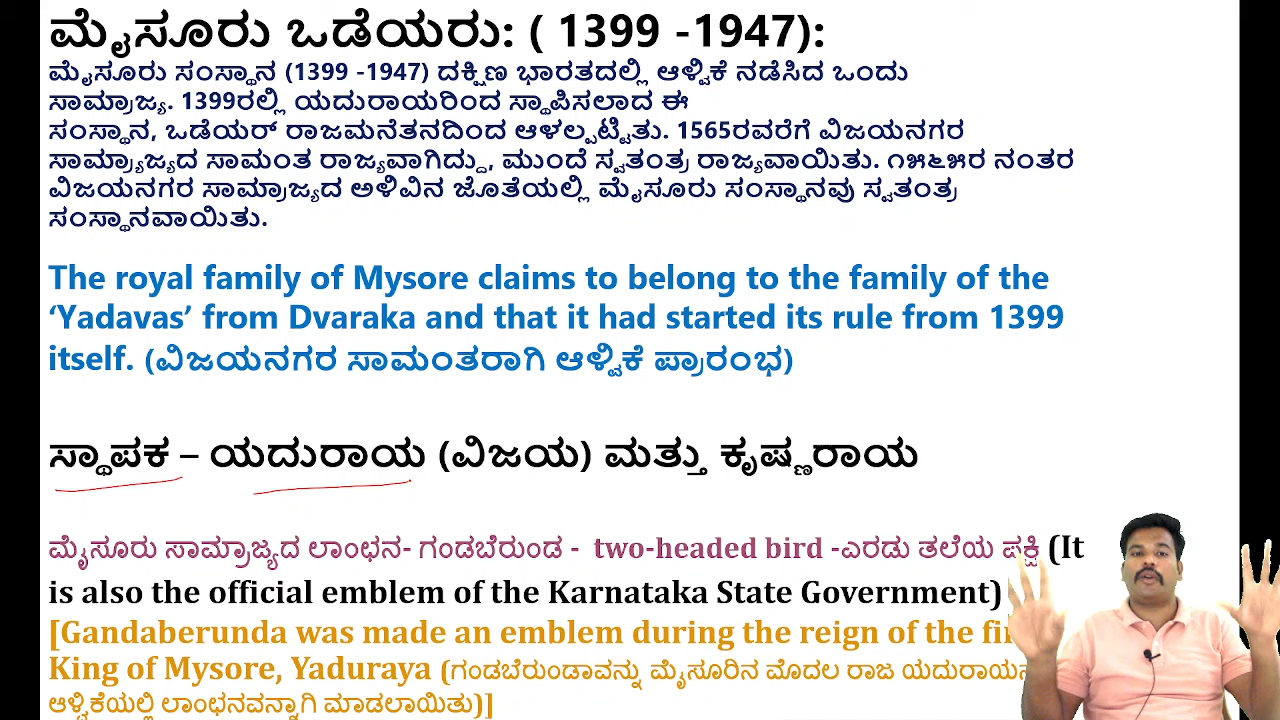 ಮೈಸೂರು ಒಡೆಯರು: ( 1399 -1947):
ಮೈಸೂರು ಸಂಸ್ಥಾನ (1399 -1947) ದಕ್ಷಿಣ ಭಾರತದಲ್ಲಿ ಆಳ್ವಿಕೆ ನಡೆಸಿದ ಒಂದು
ಸಾಮ್ರಾಜ್ಯ. 1399ರಲ್ಲಿ ಯದುರಾಯರಿಂದ ಸ್ಥಾಪಿಸಲಾದ ಈ
ಸಂಸ್ಥಾನ, ಒಡೆಯರ್ ರಾಜಮನೆತನದಿಂದ ಆಳಲ್ಪಟ್ಟಿತು. 1565ರವರೆಗೆ ವಿಜಯನಗರ
ಸಾಮ್ರ್ಯಾಜ್ಯದ ಸಾಮಂತ ರಾಜ್ಯವಾಗಿದ್ದು, ಮುಂದೆ ಸ್ವತಂತ್ರ ರಾಜ್ಯವಾಯಿತು. ೧೫೬೫ರ ನಂತರ
ವಿಜಯನಗರ ಸಾಮ್ರಾಜ್ಯದ ಅಳಿವಿನ ಜೊತೆಯಲ್ಲಿ ಮೈಸೂರು ಸಂಸ್ಥಾನವು ಸ್ವತಂತ್ರ
ಸಂಸ್ಥಾನವಾಯಿತು.
The royal family of Mysore claims to belong to the family of the
‘Yadavas’ from Dvaraka and that it had started its rule from 1399
itself. (ವಿಜಯನಗರ ಸಾಮಂತರಾಗಿ ಆಳ್ವಿಕೆ ಪ್ರಾರಂಭ)
ಸ್ಥಾಪಕ – ಯದುರಾಯ (ವಿಜಯ) ಮತ್ತು ಕೃಷ್ಣರಾಯ
ಮೈಸೂರು ಸಾಮ್ರಾಜ್ಯದ ಲಾಂಛನ- ಗಂಡಬೆರುಂಡ - two-headed bird -ಎರಡು ತಲೆಯ ಪಕ್ಷಿ (It
is also the official emblem of the Karnataka State Government)
[Gandaberunda was made an emblem during the reign of the
King of Mysore, Yaduraya (ಗಂಡಬೆರುಂಡಾವನ್ನು ಮೈಸೂರಿನ ಮೊದಲ ರಾಜ
ಆಳ್ವಿಕೆಯಲ್ಲಿ ಲಾಂಛನವನ್ನಾಗಿ ಮಾಡಲಾಯಿತು)]